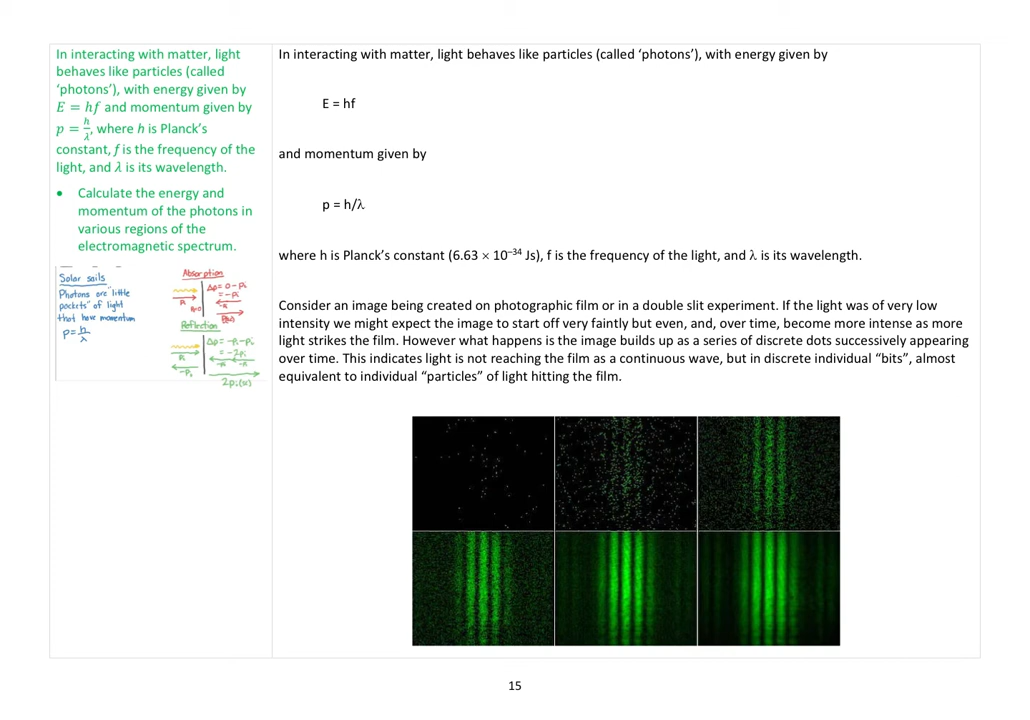 In interacting with matter, light
behaves like particles (called
‘photons’), with energy given by
E = hf and momentum given by
p = h/λ, where h is Planck’s
constant, f is the frequency of the
light, and λ is its wavelength.
• Calculate the energy and
momentum of the photons in
various regions of the
electromagnetic spectrum.
Solar sails
Photons are "little
pockets" of light
that have momentum
P = h/λ
Absorption
Δp = 0 - pi
= -pi
Reflection
Δp = -pi - pi
= -2pi
In interacting with matter, light behaves like particles (called ‘photons’), with energy given by
E = hf
and momentum given by
p = h/λ
where h is Planck’s constant (6.63 × 10⁻³⁴ Js), f is the frequency of the light, and λ is its wavelength.
Consider an image being created on photographic film or in a double slit experiment. If the light was of very low
intensity we might expect the image to start off very faintly but even, and, over time, become more intense as more
light strikes the film. However what happens is the image builds up as a series of discrete dots successively appearing
over time. This indicates light is not reaching the film as a continuous wave, but in discrete individual “bits”, almost
equivalent to individual “particles” of light hitting the film.
15